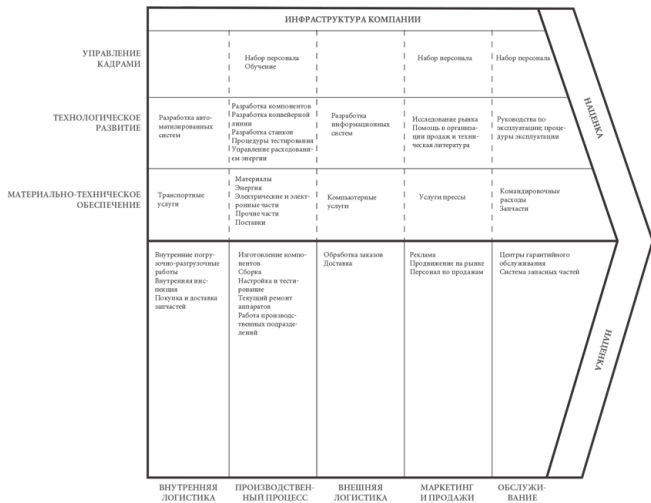 ИНФРАСТРУКТУРА КОМПАНИИ
УПРАВЛЕНИЕ
КАДРАМИ
Набор персонала
Обучение
Набор персонала
Набор персонала
ТЕХНОЛОГИЧЕСКОЕ
РАЗВИТИЕ
Разработка авто-
матизированных
систем
Разработка компонентов
Разработка конвейерной
линии
Разработка станков
Процедуры тестирования
Управление расходовани-
ем энергии
Разработка
информационных
систем
Исследование рынка
Помощь в организа-
ции продаж и техни-
ческая литература
Руководства по
эксплуатации; проце-
дуры эксплуатации
НАЦЕНКА
МАТЕРИАЛЬНО-ТЕХНИЧЕСКОЕ
ОБЕСПЕЧЕНИЕ
Транспортные
услуги
Материалы
Энергия
Электрические и элект-
ронные части
Прочие части
Поставки
Компьютерные
услуги
Услуги прессы
Командировочные
расходы
Запчасти
Внутренние погру-
зочно-разгрузочные
работы
Внутренняя инс-
пекция
Покупка и доставка
запчастей
Изготовление компо-
нентов
Сборка
Настройка и тести-
рование
Текущий ремонт
аппаратов
Работа производс-
твенных подразде-
лений
Обработка заказов
Доставка
Реклама
Продвижение на рынке
Персонал по продажам
Центры гарантийного
обслуживания
Система запасных частей
НАЦЕНКА
ВНУТРЕННЯЯ
ЛОГИСТИКА
ПРОИЗВОДСТВЕН-
НЫЙ ПРОЦЕСС
ВНЕШНЯЯ
ЛОГИСТИКА
МАРКЕТИНГ
И ПРОДАЖИ
ОБСЛУЖИ-
ВАНИЕ